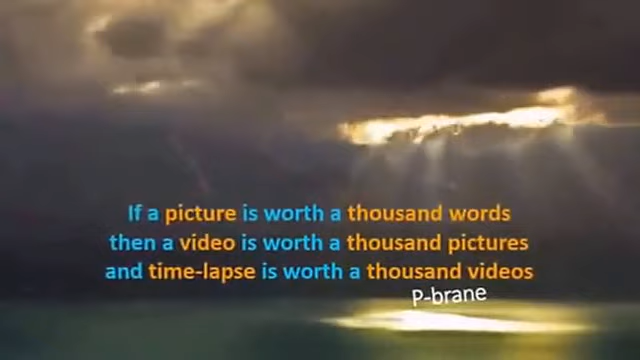 If a picture is worth a thousand words
then a video is worth a thousand pictures
and time-lapse is worth a thousand videos
P-brane